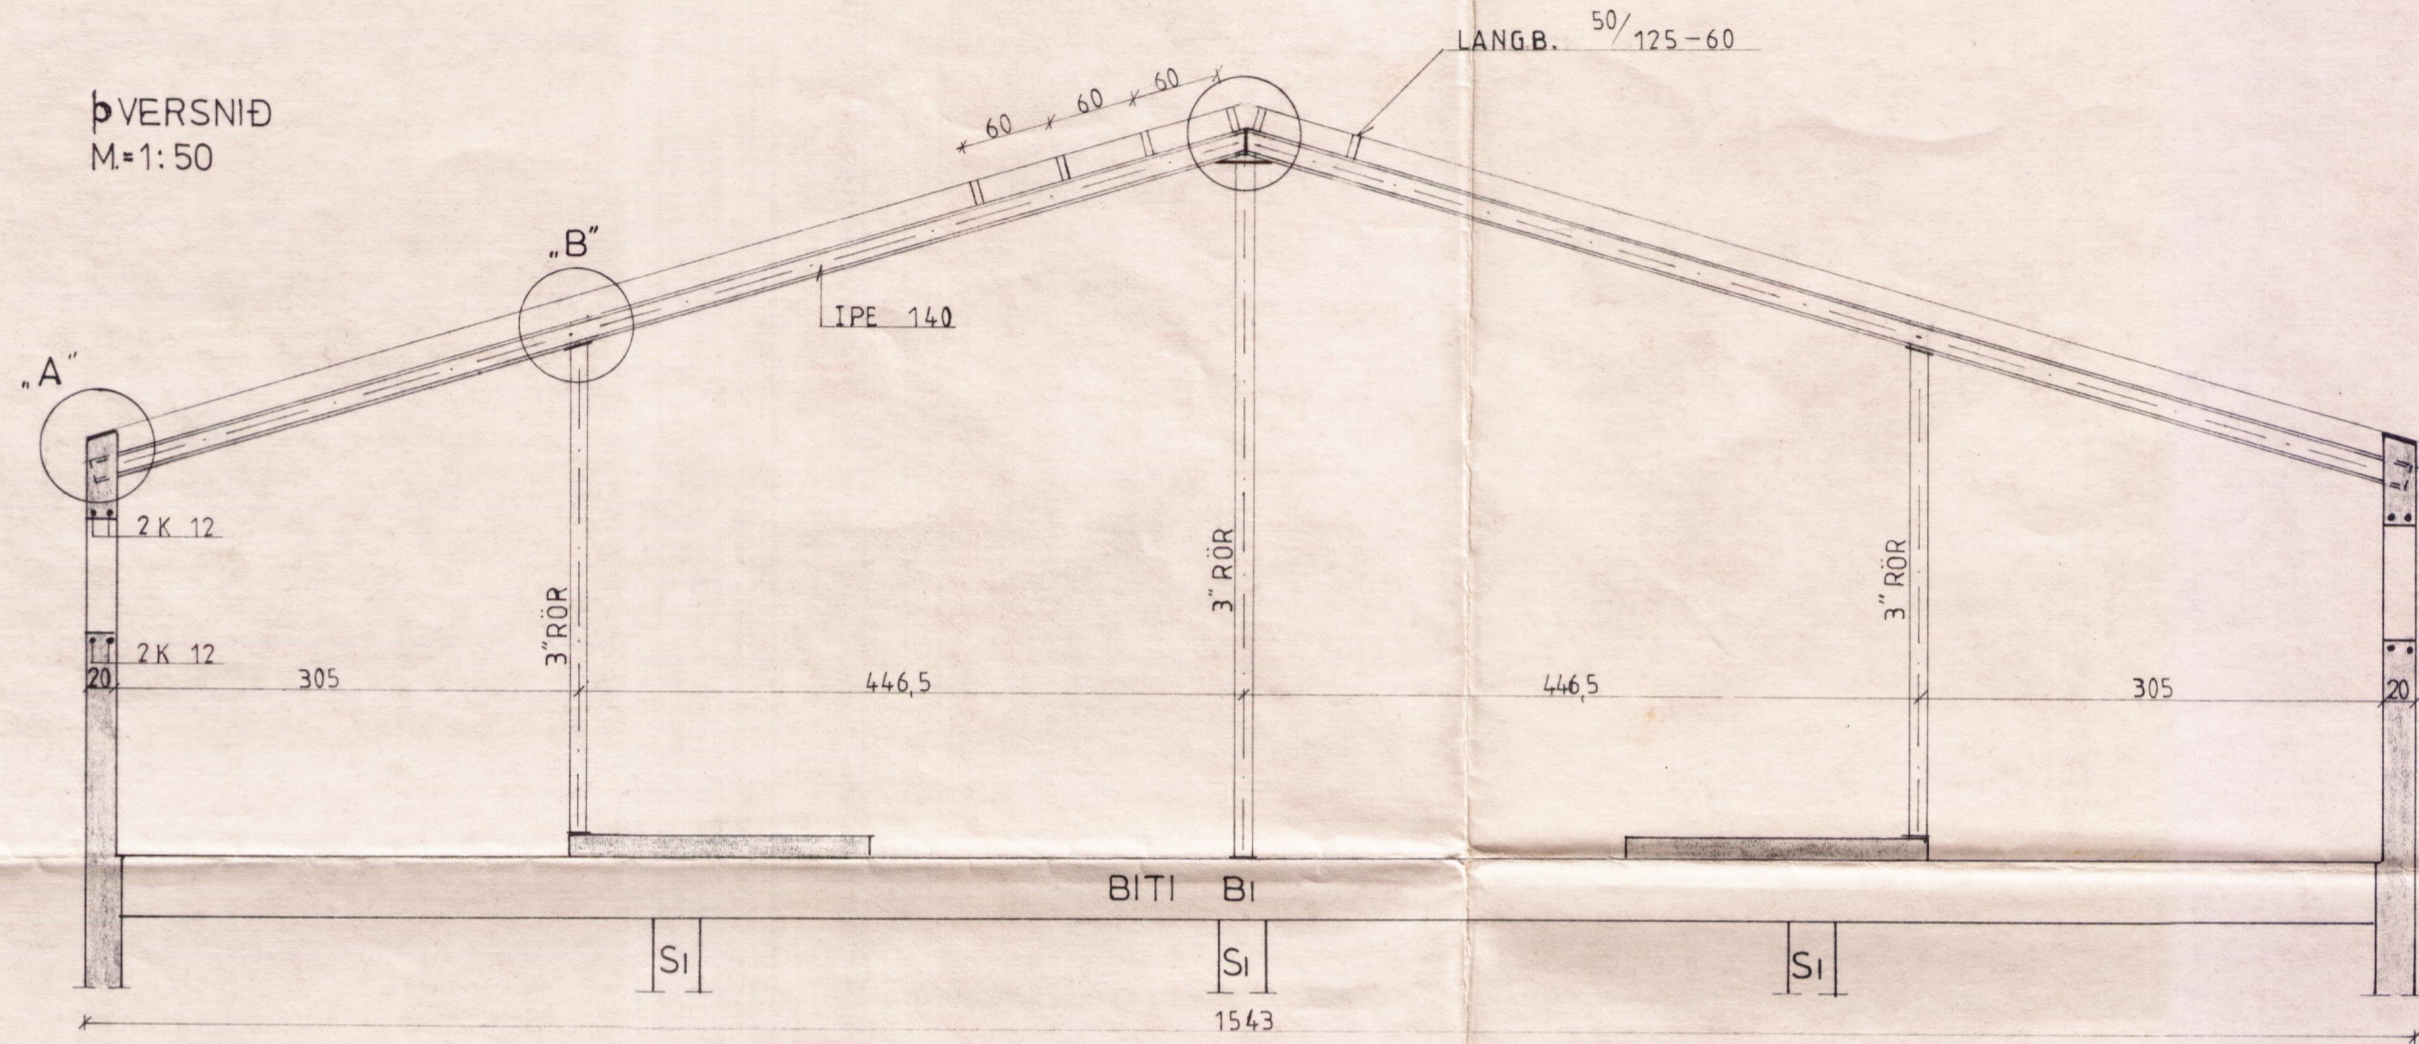 LANGB. 50/125-60
ÞVERSNIÐ
M.=1:50
60 60 60
„B"
IPE 140
„A"
2K 12
3" RÖR
3" RÖR
3" RÖR
2K 12
20 305 446,5 446,5 305 20
BITI B1
S1 S1 S1
1543